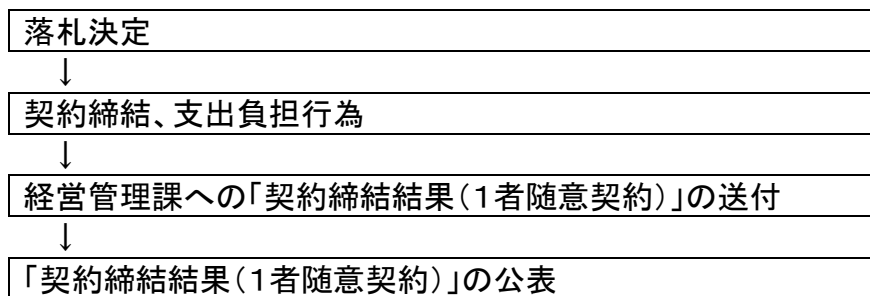 落札決定
↓
契約締結、支出負担行為
↓
経営管理課への「契約締結結果（１者随意契約）」の送付
↓
「契約締結結果（１者随意契約）」の公表